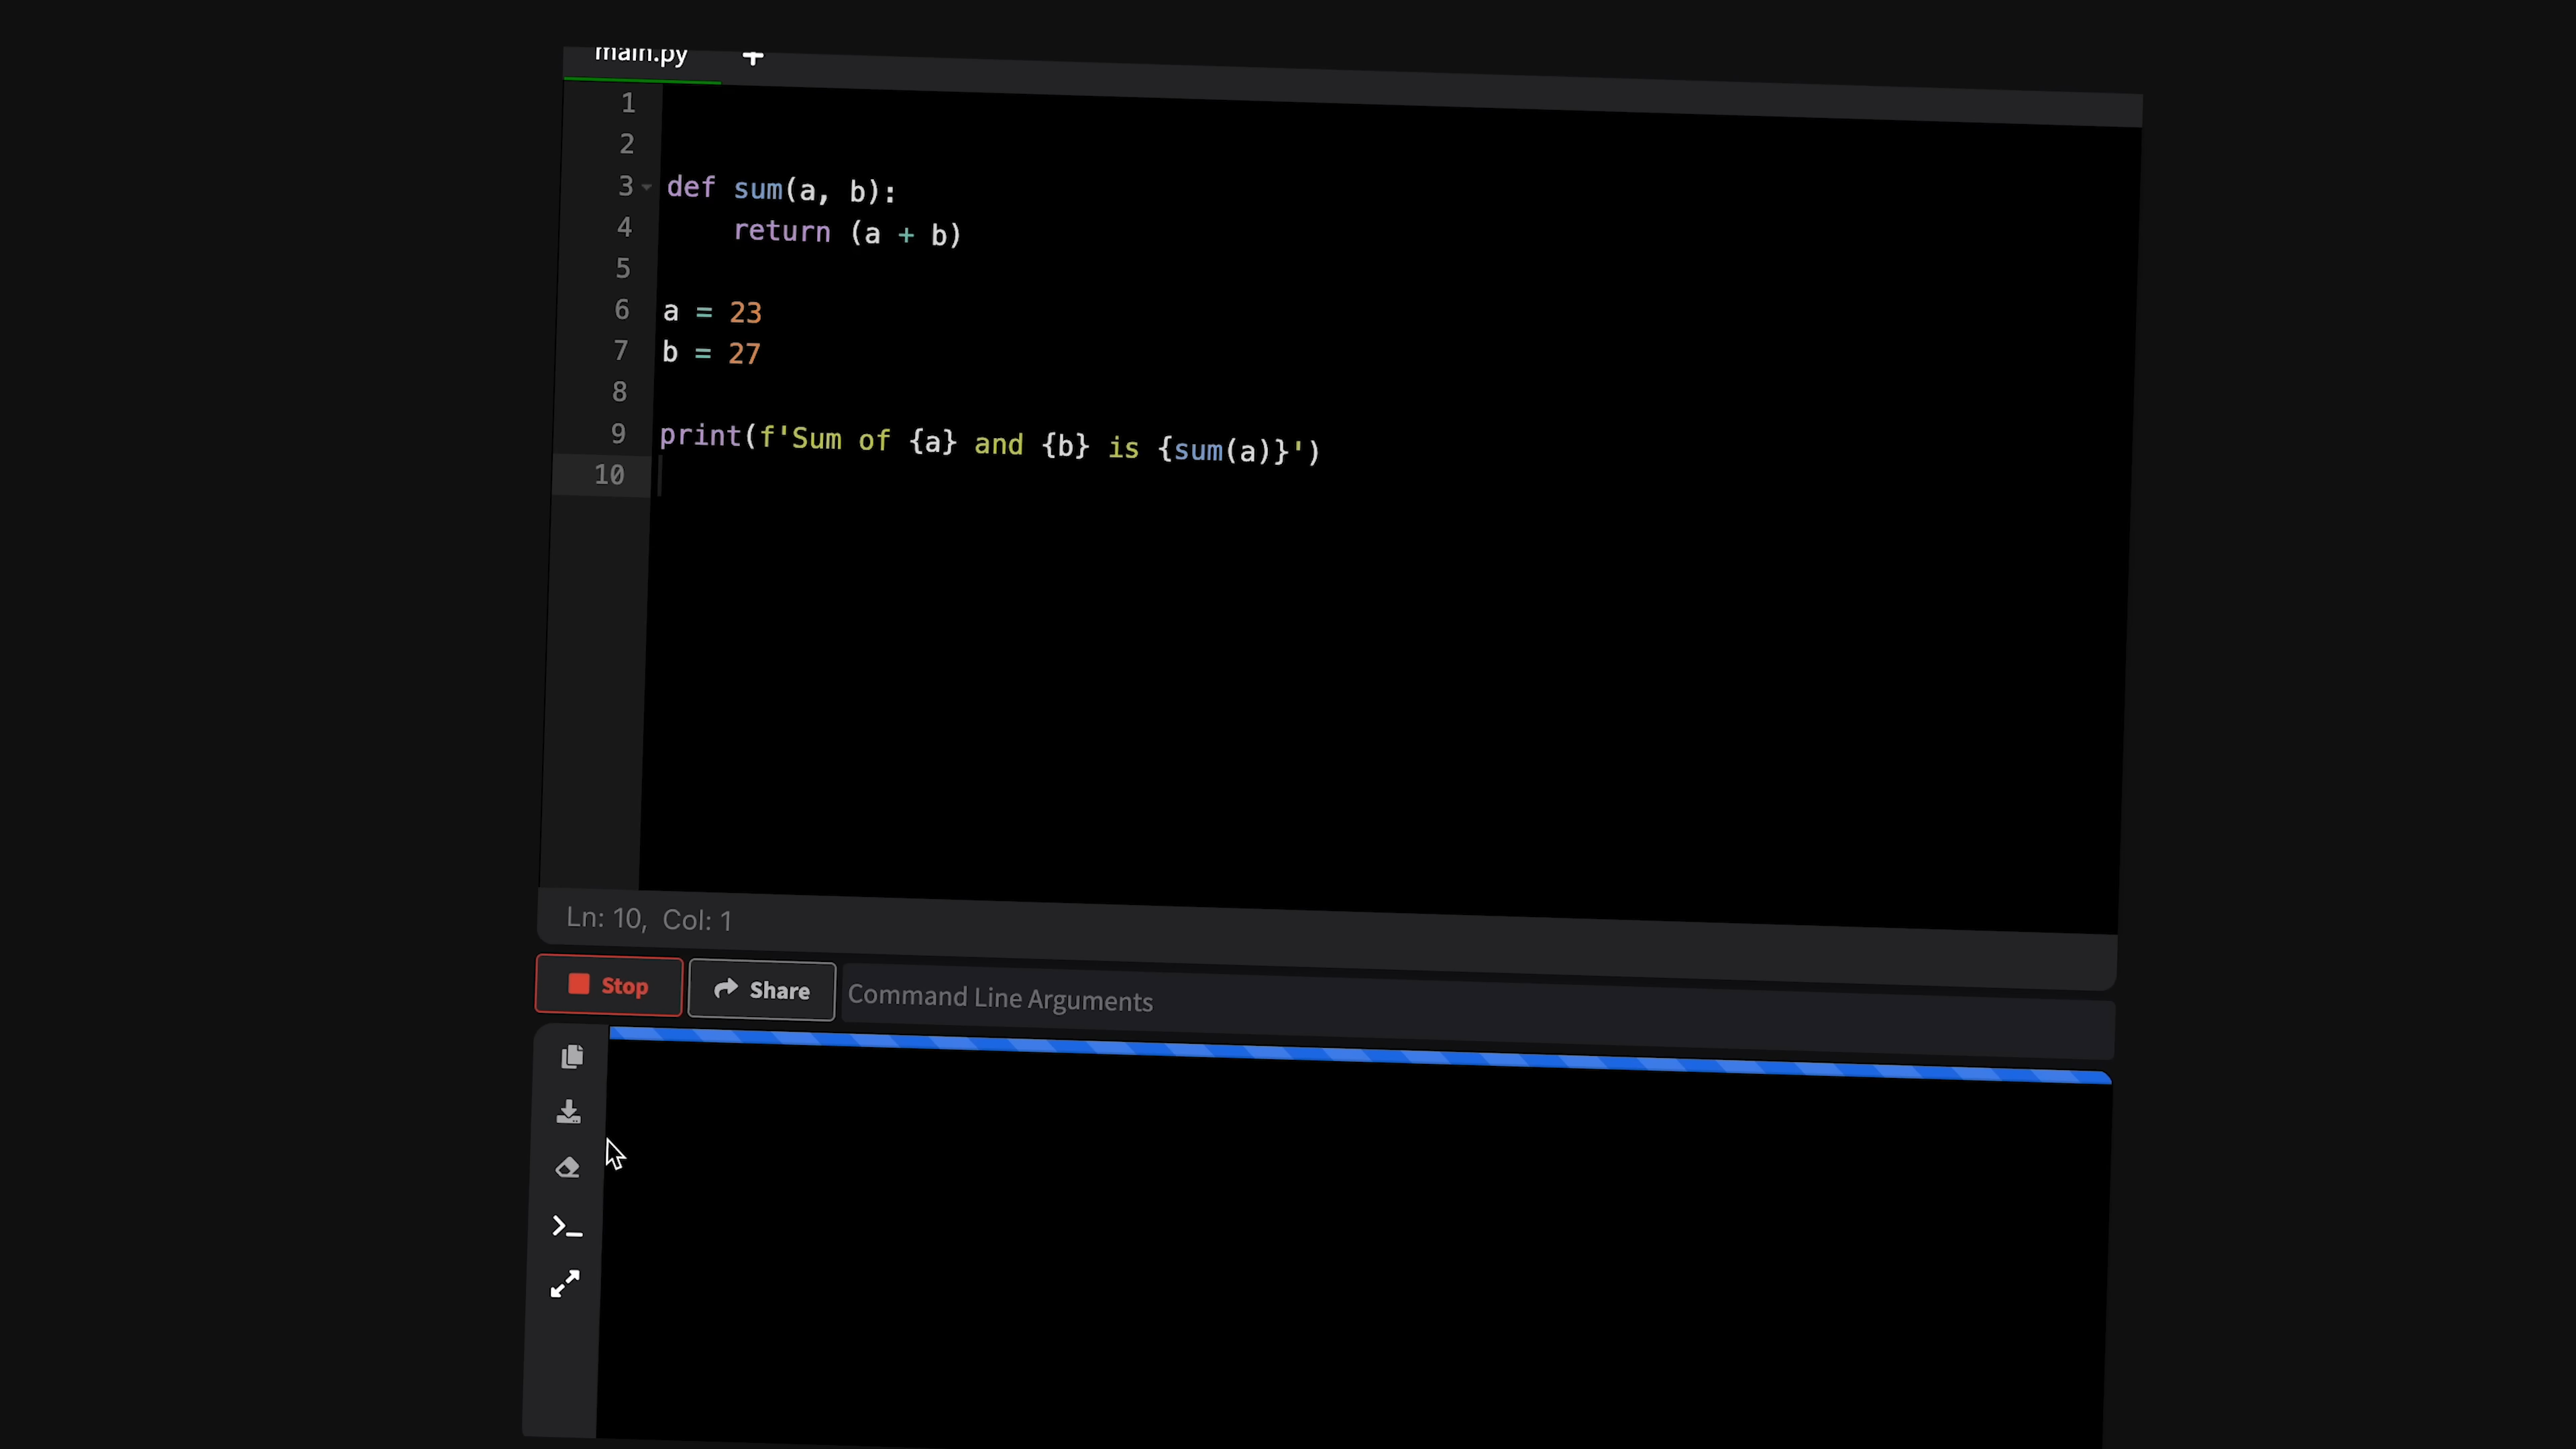 main.py +
1
2
3 def sum(a, b):
4     return (a + b)
5
6 a = 23
7 b = 27
8
9 print(f'Sum of {a} and {b} is {sum(a)}')
10
Ln: 10, Col: 1
Stop Share Command Line Arguments